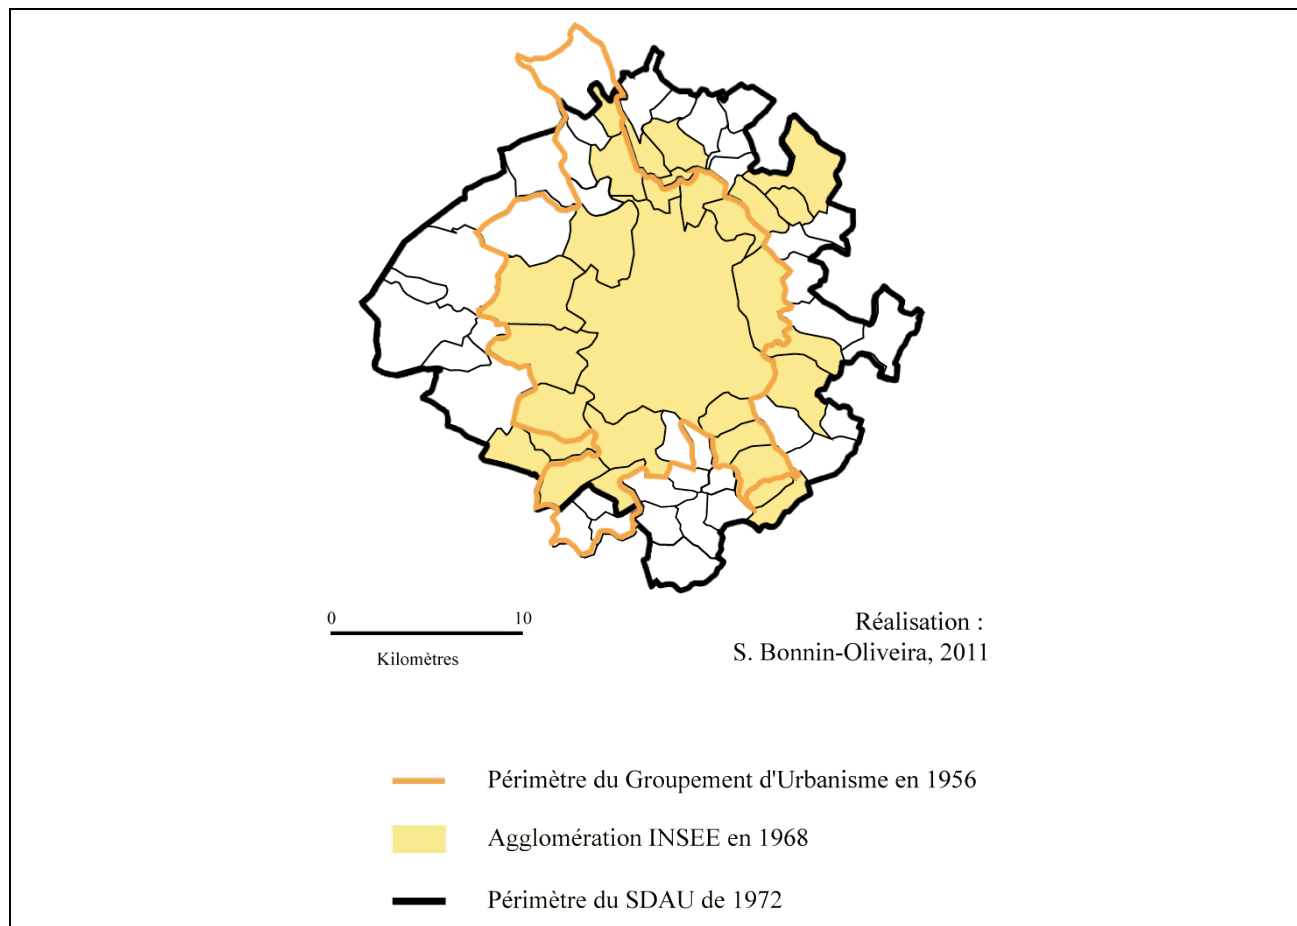 0 10
Kilomètres
Réalisation :
S. Bonnin-Oliveira, 2011
Périmètre du Groupement d'Urbanisme en 1956
Agglomération INSEE en 1968
Périmètre du SDAU de 1972